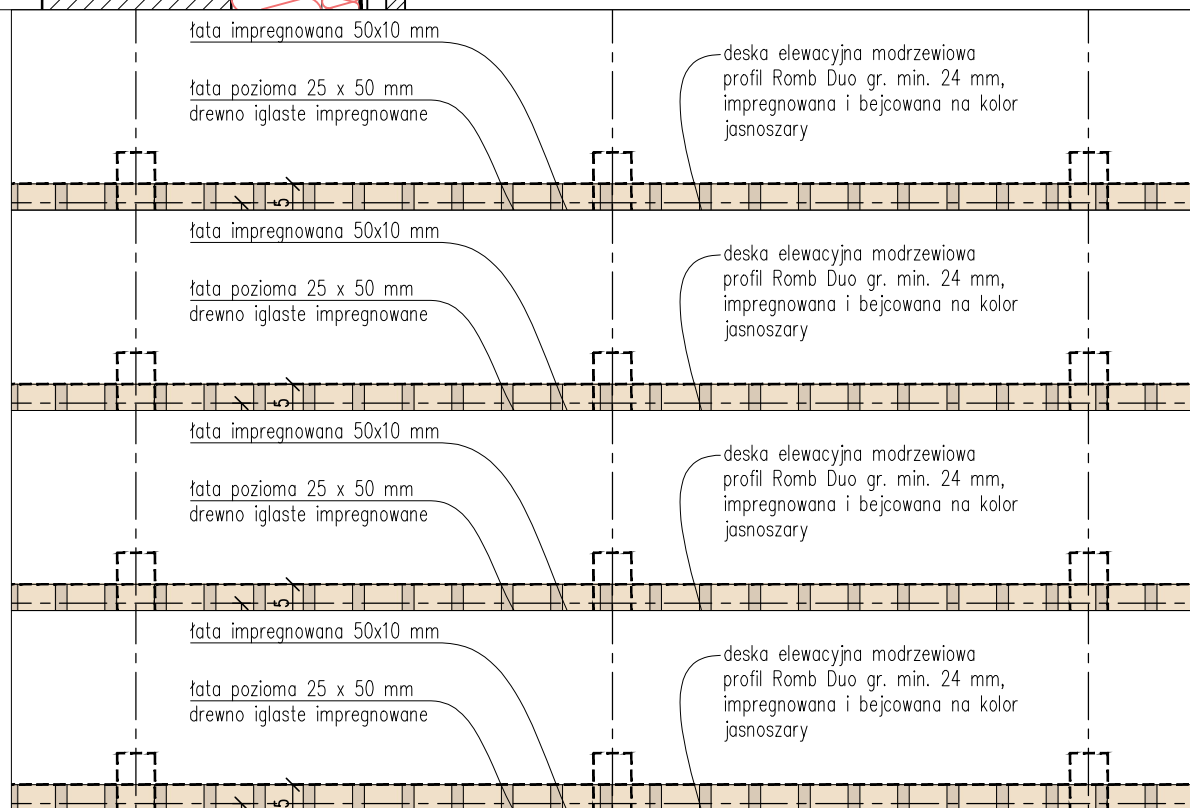 łata impregnowana 50x10 mm
łata pozioma 25 x 50 mm
drewno iglaste impregnowane
deska elewacyjna modrzewiowa
profil Romb Duo gr. min. 24 mm,
impregnowana i bejcowana na kolor
jasnoszary
5
łata impregnowana 50x10 mm
łata pozioma 25 x 50 mm
drewno iglaste impregnowane
deska elewacyjna modrzewiowa
profil Romb Duo gr. min. 24 mm,
impregnowana i bejcowana na kolor
jasnoszary
5
łata impregnowana 50x10 mm
łata pozioma 25 x 50 mm
drewno iglaste impregnowane
deska elewacyjna modrzewiowa
profil Romb Duo gr. min. 24 mm,
impregnowana i bejcowana na kolor
jasnoszary
5
łata impregnowana 50x10 mm
łata pozioma 25 x 50 mm
drewno iglaste impregnowane
deska elewacyjna modrzewiowa
profil Romb Duo gr. min. 24 mm,
impregnowana i bejcowana na kolor
jasnoszary
5